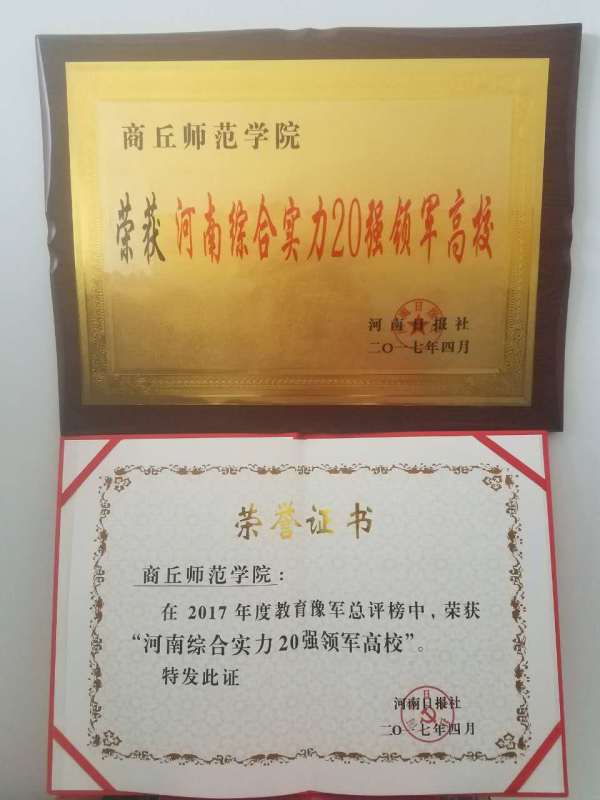 商丘师范学院
荣获 河南综合实力20强领军高校
河南日报社
二〇一七年四月
荣誉证书
商丘师范学院：
在 2017 年度教育豫军总评榜中，荣获
“河南综合实力20强领军高校”。
特发此证
河南日报社
二〇一七年四月